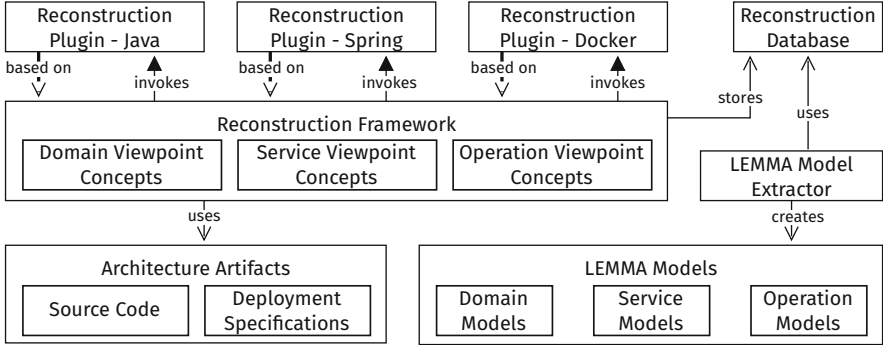 Reconstruction
Plugin - Java
Reconstruction
Plugin - Spring
Reconstruction
Plugin - Docker
Reconstruction
Database
based on
invokes
based on
invokes
based on
invokes
stores
uses
Reconstruction Framework
Domain Viewpoint
Concepts
Service Viewpoint
Concepts
Operation Viewpoint
Concepts
LEMMA Model
Extractor
uses
creates
Architecture Artifacts
Source Code
Deployment
Specifications
LEMMA Models
Domain
Models
Service
Models
Operation
Models